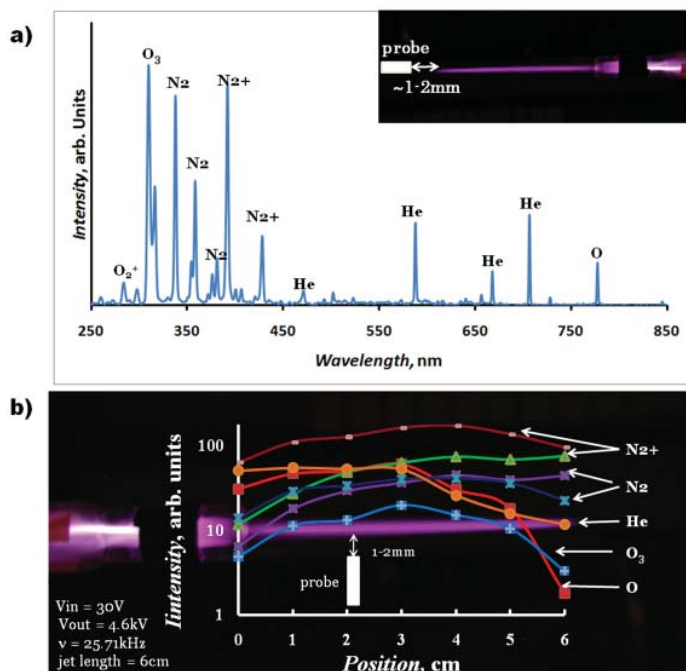 a)
O3
N2
N2+
N2
N2
N2+
O2+
He
He
He
He
O
probe
~1-2mm
Intensity, arb. Units
250 350 450 550 650 750 850
Wavelength, nm
b)
Iintensity, arb. units
100
10
1
0 1 2 3 4 5 6
Position, cm
N2+
N2
He
O3
O
1-2mm
probe
Vin = 30V
Vout = 4.6kV
ν = 25.71kHz
jet length = 6cm